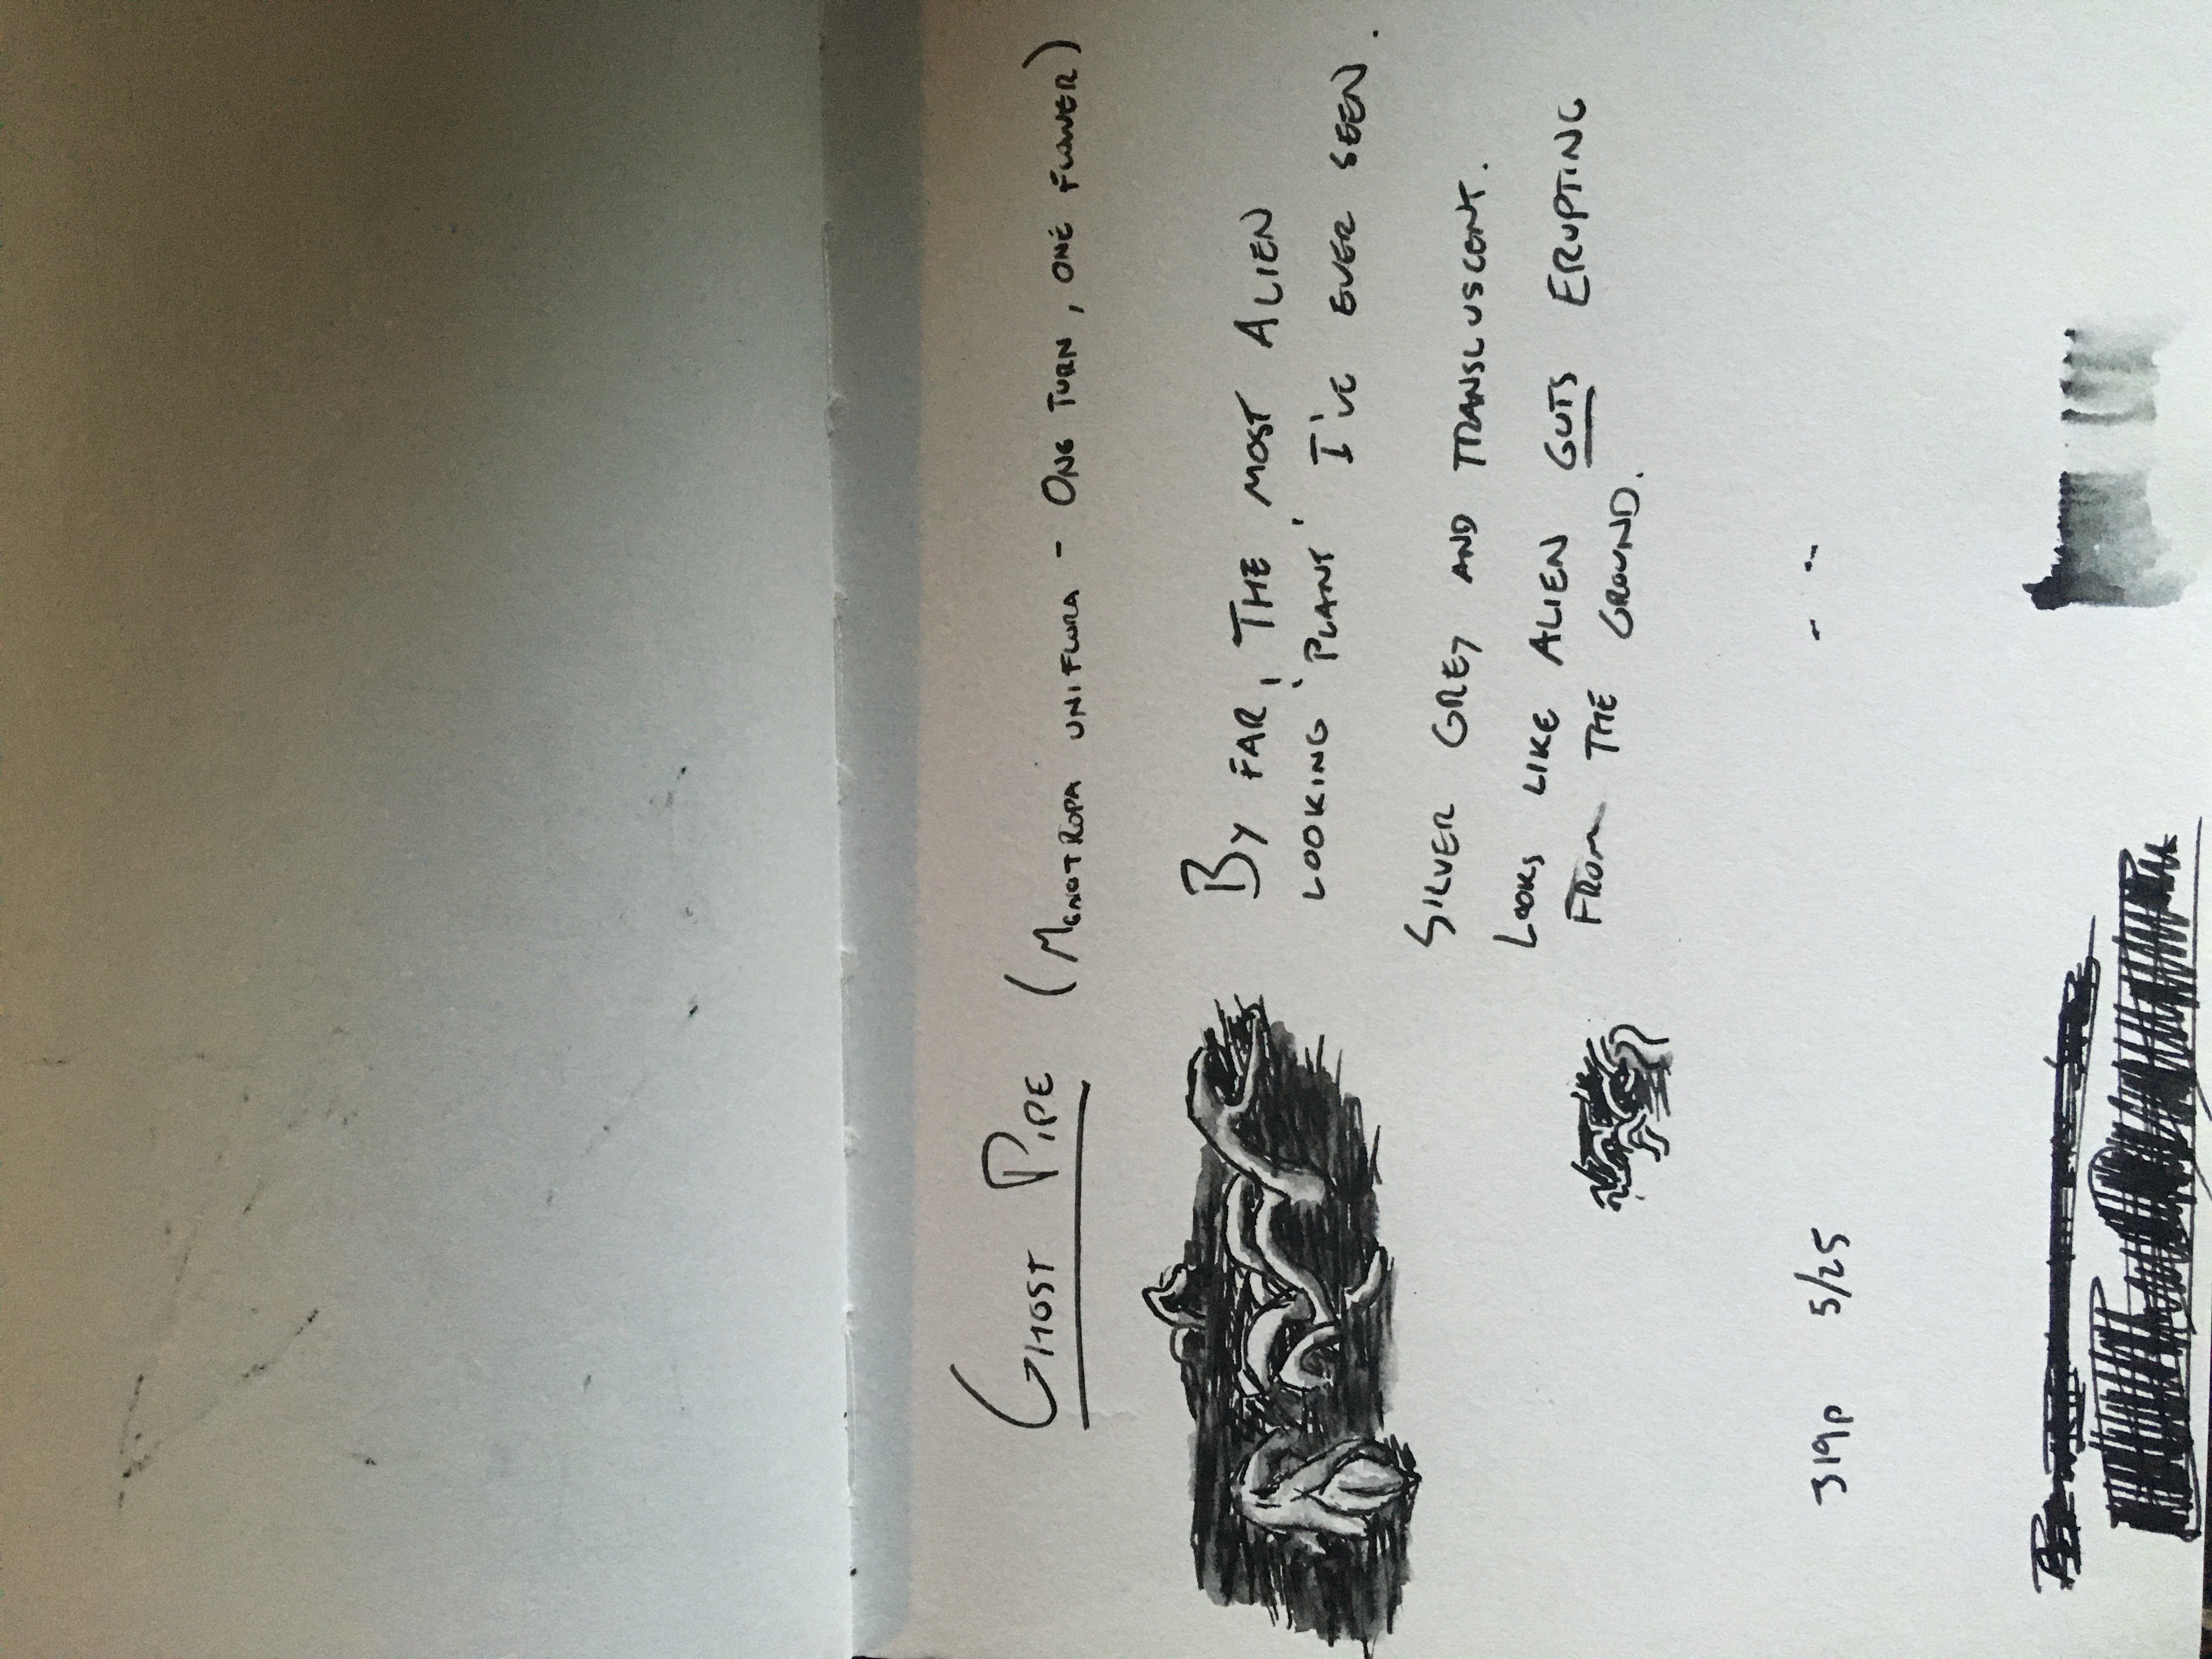 GHOST PIPE (MONOTROPA UNIFLORA - ONE TURN, ONE FLOWER)
BY FAR, THE MOST ALIEN
LOOKING 'PLANT' I'VE EVER SEEN.
SILVER GREY AND TRANSLUSCENT.
LOOKS LIKE ALIEN GUTS ERUPTING
FROM THE GROUND.
319p 5/25